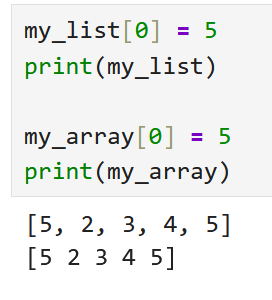 my_list[0] = 5
print(my_list)
my_array[0] = 5
print(my_array)
[5, 2, 3, 4, 5]
[5 2 3 4 5]